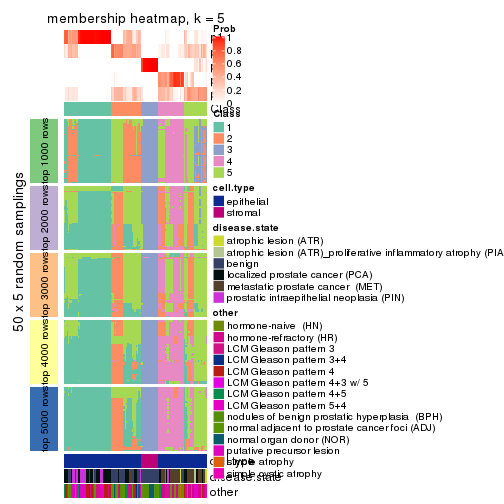 membership heatmap, k = 5
50 x 5 random samplings
top 1000 rows
top 2000 rows
top 3000 rows
top 4000 rows
top 5000 rows
Prob
1
0.8
0.6
0.4
0.2
0
Class
Class
1
2
3
4
5
cell.type
epithelial
stromal
disease.state
atrophic lesion (ATR)
atrophic lesion (ATR)_proliferative inflammatory atrophy (PIA
benign
localized prostate cancer (PCA)
metastatic prostate cancer (MET)
prostatic intraepithelial neoplasia (PIN)
other
hormone-naive (HN)
hormone-refractory (HR)
LCM Gleason pattern 3
LCM Gleason pattern 3+4
LCM Gleason pattern 4
LCM Gleason pattern 4+3 w/ 5
LCM Gleason pattern 4+5
LCM Gleason pattern 5+4
nodules of benign prostatic hyperplasia (BPH)
normal adjacent to prostate cancer foci (ADJ)
normal organ donor (NOR)
putative precursor lesion
simple atrophy
simple cystic atrophy
disease.state
other